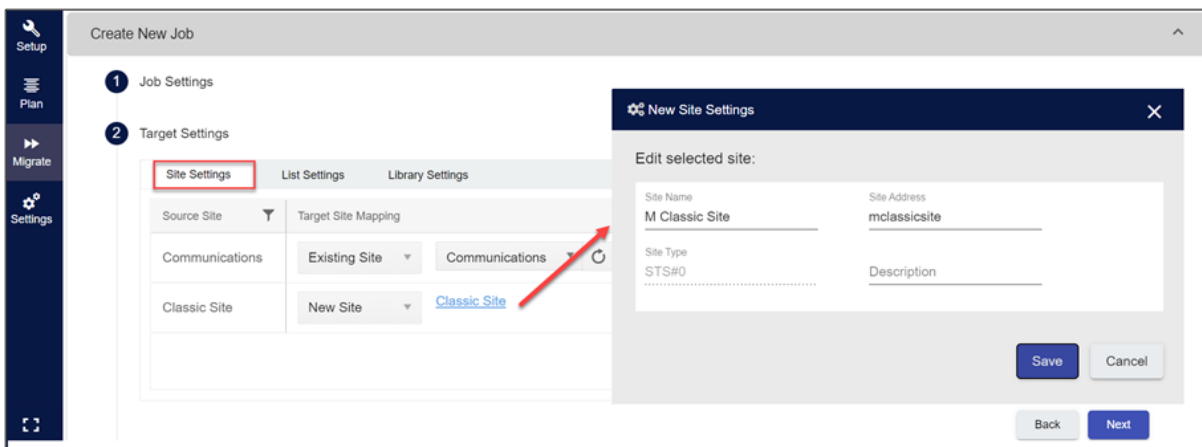 Setup
Plan
Migrate
Settings
Create New Job
1 Job Settings
2 Target Settings
Site Settings List Settings Library Settings
Source Site Target Site Mapping
Communications Existing Site Communications
Classic Site New Site Classic Site
New Site Settings
Edit selected site:
Site Name Site Address
M Classic Site mclassicsite
Site Type
STS#0 Description
Save Cancel
Back Next